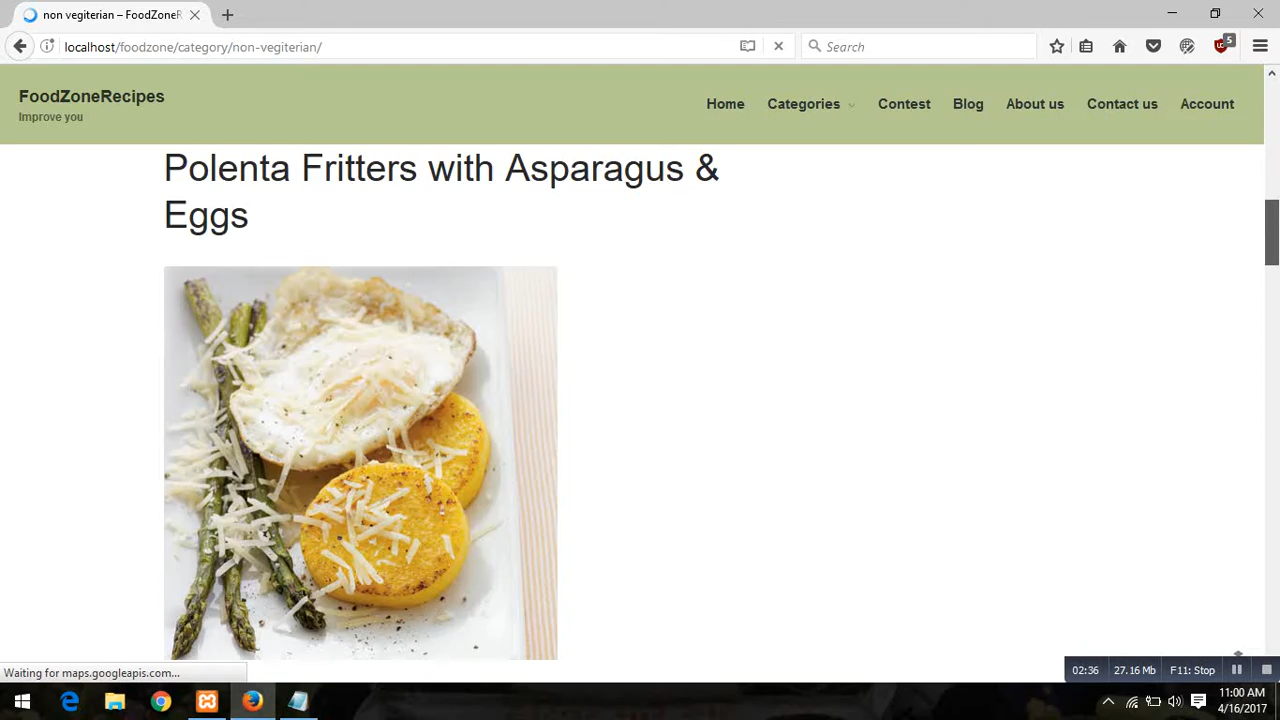 non vegiterian – FoodZoneR
localhost/foodzone/category/non-vegiterian/
Search
5
FoodZoneRecipes
Improve you
Home
Categories
Contest
Blog
About us
Contact us
Account
Polenta Fritters with Asparagus &
Eggs
Waiting for maps.googleapis.com...
02:36
27.16 Mb
F11: Stop
11:00 AM
4/16/2017